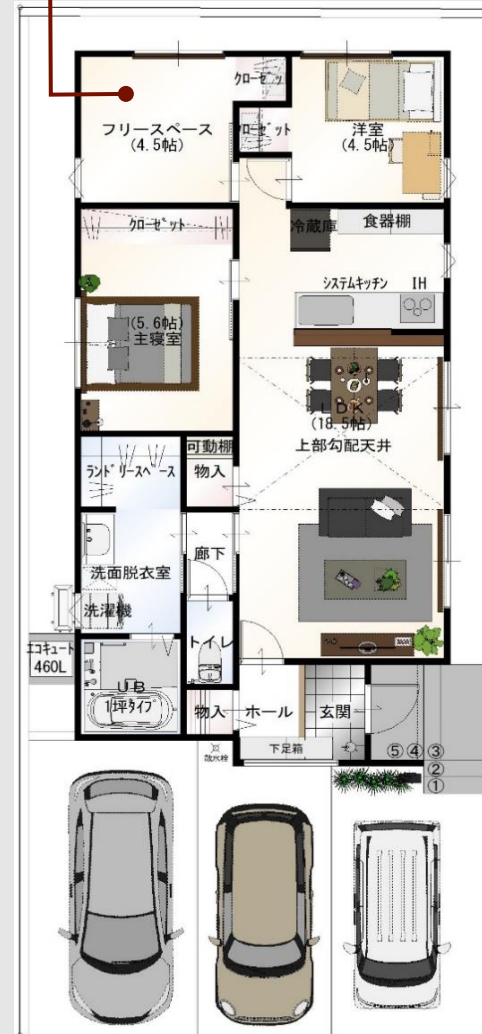 クローゼット
フリースペース
(4.5帖)
クローゼット
洋室
(4.5帖)
クローゼット
冷蔵庫
食器棚
システムキッチン IH
(5.6帖)
主寝室
LDK
(18.5帖)
上部勾配天井
可動棚
ランドリースペース
物入
廊下
洗面脱衣室
洗濯機
トイレ
エコキュート
460L
UB
1坪タイプ
物入
ホール
玄関
下足箱
散水栓
⑤④③
②
①